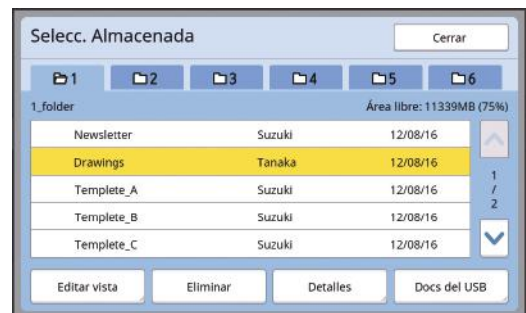 Selecc. Almacenada
Cerrar
1 2 3 4 5 6
1_folder Área libre: 11339MB (75%)
Newsletter Suzuki 12/08/16
Drawings Tanaka 12/08/16
Templete_A Suzuki 12/08/16
Templete_B Suzuki 12/08/16
Templete_C Suzuki 12/08/16
1
/
2
Editar vista Eliminar Detalles Docs del USB